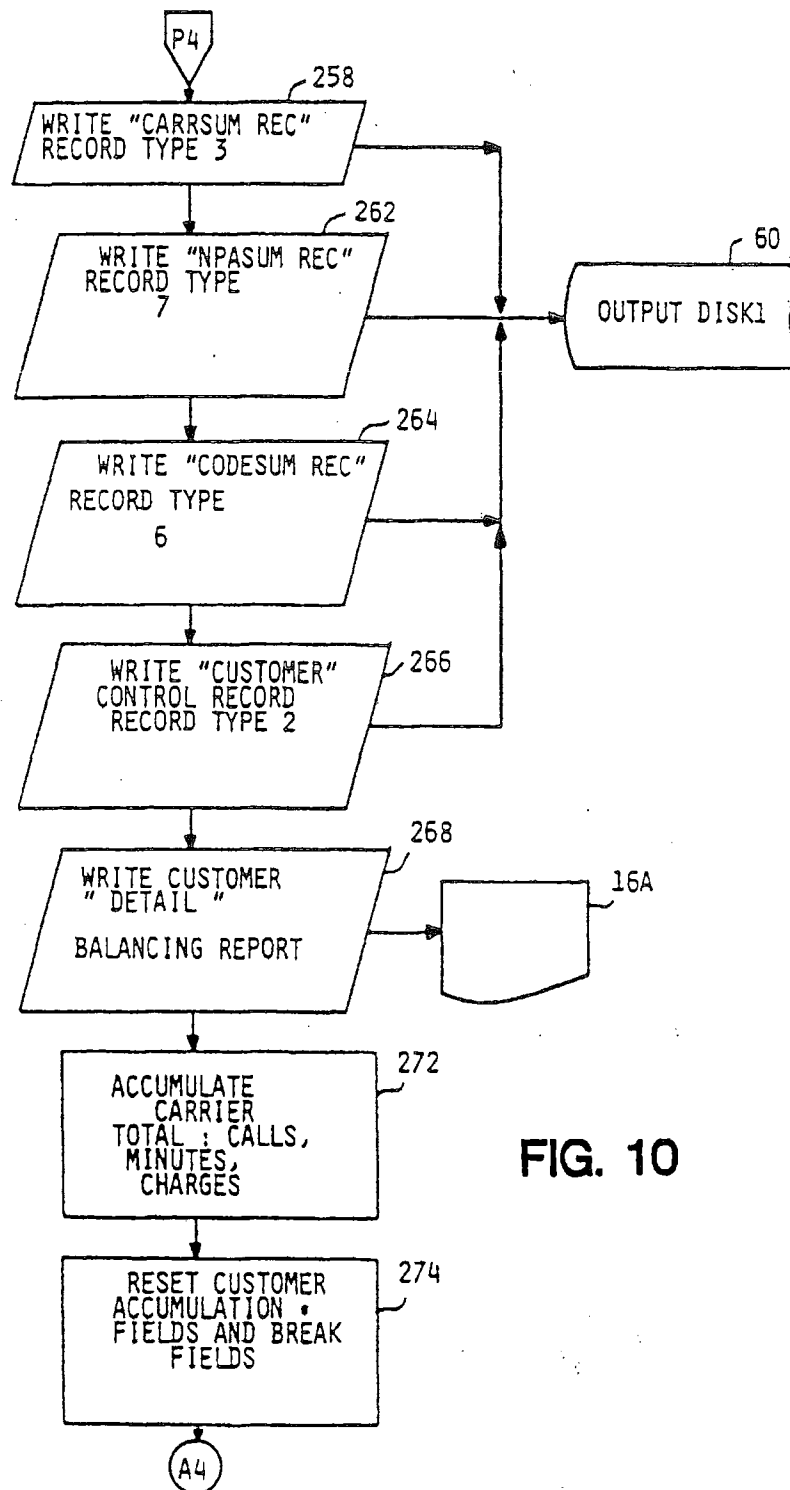 P4
258
WRITE "CARRSUM REC"
RECORD TYPE 3
262
WRITE "NPASUM REC"
RECORD TYPE
7
60
OUTPUT DISK1
264
WRITE "CODESUM REC"
RECORD TYPE
6
266
WRITE "CUSTOMER"
CONTROL RECORD
RECORD TYPE 2
268
WRITE CUSTOMER
" DETAIL "
BALANCING REPORT
16A
272
ACCUMULATE
CARRIER
TOTAL : CALLS,
MINUTES,
CHARGES
FIG. 10
274
RESET CUSTOMER
ACCUMULATION •
FIELDS AND BREAK
FIELDS
A4